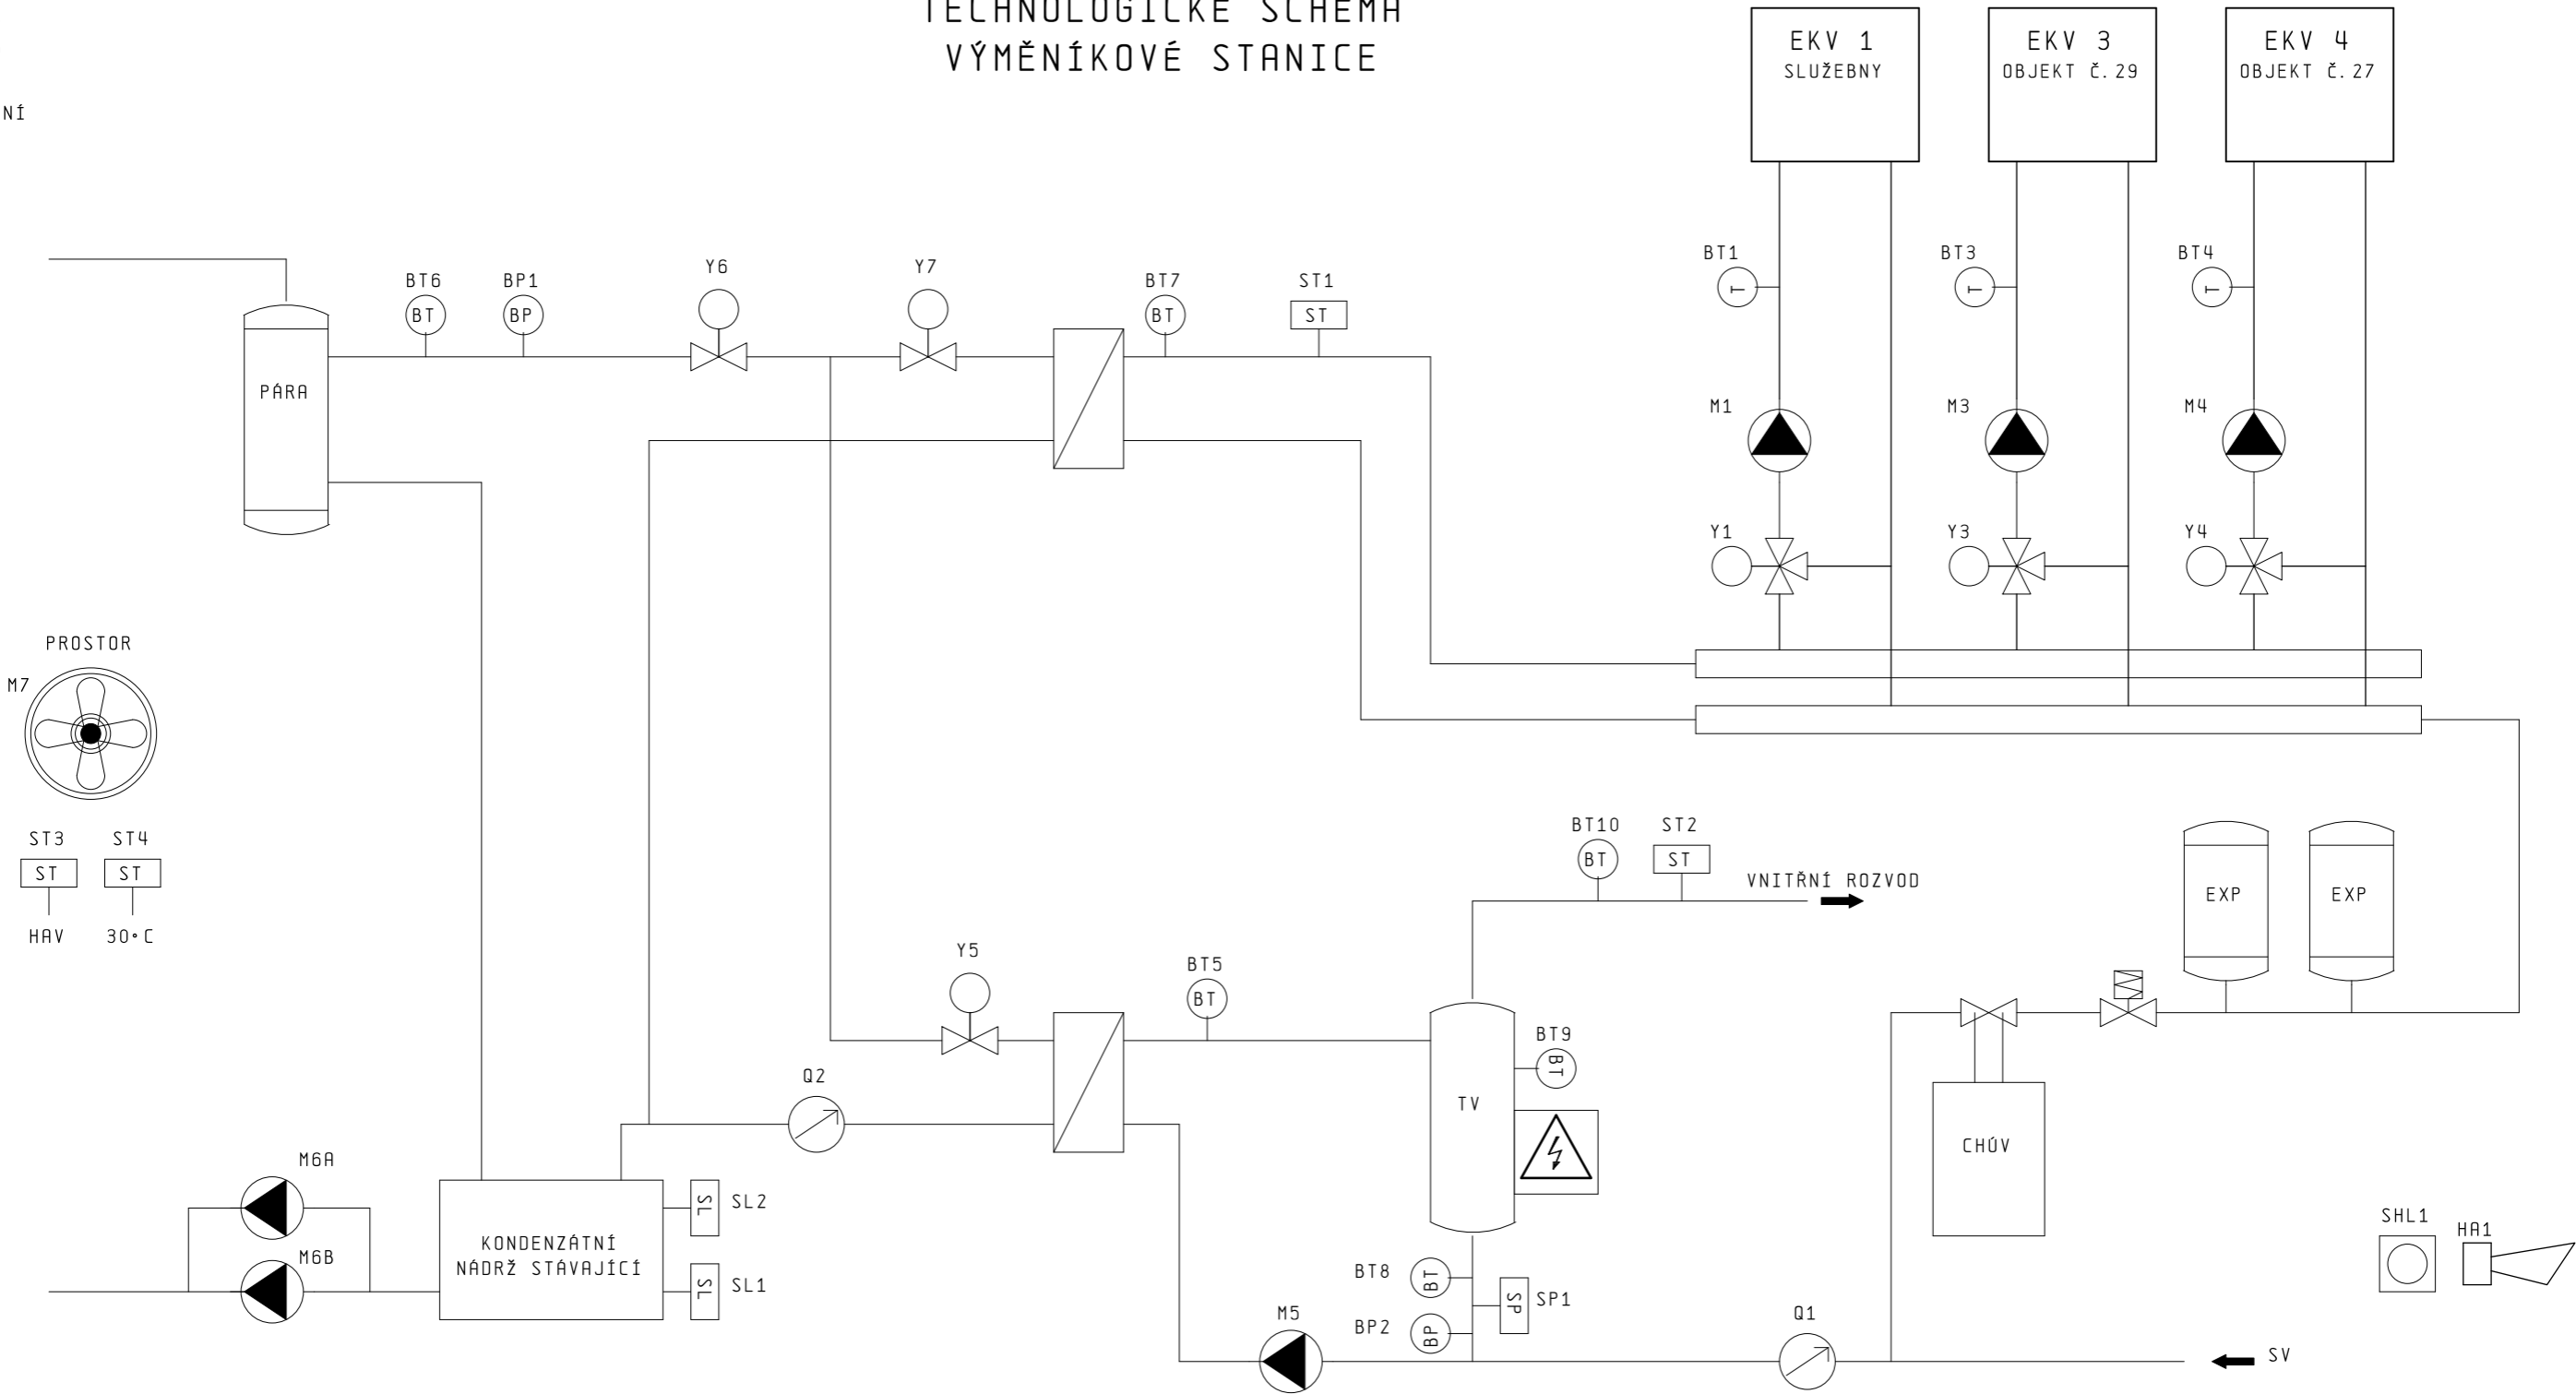 TECHNOLOGICKÉ SCHÉMA
VÝMĚNÍKOVÉ STANICE
EKV 1
SLUŽEBNY
EKV 3
OBJEKT Č. 29
EKV 4
OBJEKT Č. 27
NÍ
BT1
T
BT3
T
BT4
T
BT6
BT
BP1
BP
Y6
Y7
BT7
BT
ST1
ST
PÁRA
M1
M3
M4
Y1
Y3
Y4
PROSTOR
M7
ST3
ST
HAV
ST4
ST
30°C
BT10
BT
ST2
ST
VNITŘNÍ ROZVOD
EXP
EXP
Y5
BT5
BT
BT9
BT
Q2
TV
CHÚV
M6A
M6B
KONDENZÁTNÍ
NÁDRŽ STÁVAJÍCÍ
SL
SL2
SL
SL1
BT8
BT
SP
SP1
BP2
BP
M5
Q1
SHL1
HA1
SV